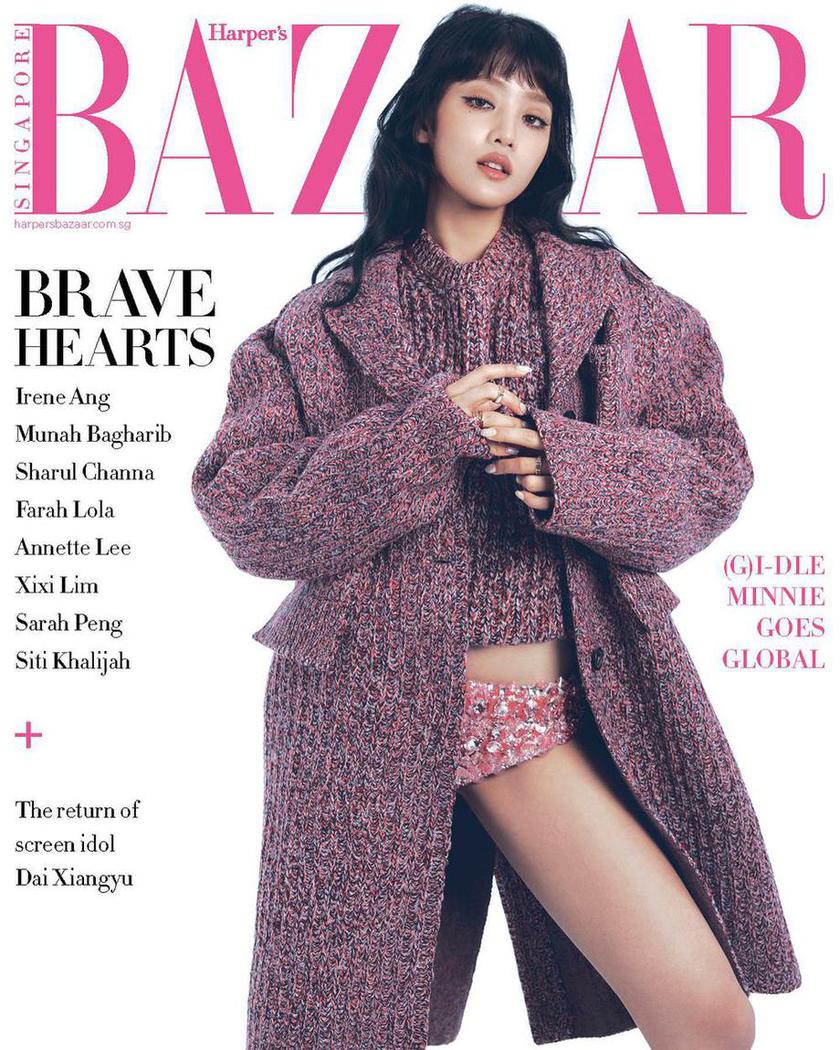 SINGAPORE
Harper's
BAZAAR
harpersbazaar.com.sg
BRAVE
HEARTS
Irene Ang
Munah Bagharib
Sharul Channa
Farah Lola
Annette Lee
Xixi Lim
Sarah Peng
Siti Khalijah
+
The return of
screen idol
Dai Xiangyu
(G)I-DLE
MINNIE
GOES
GLOBAL